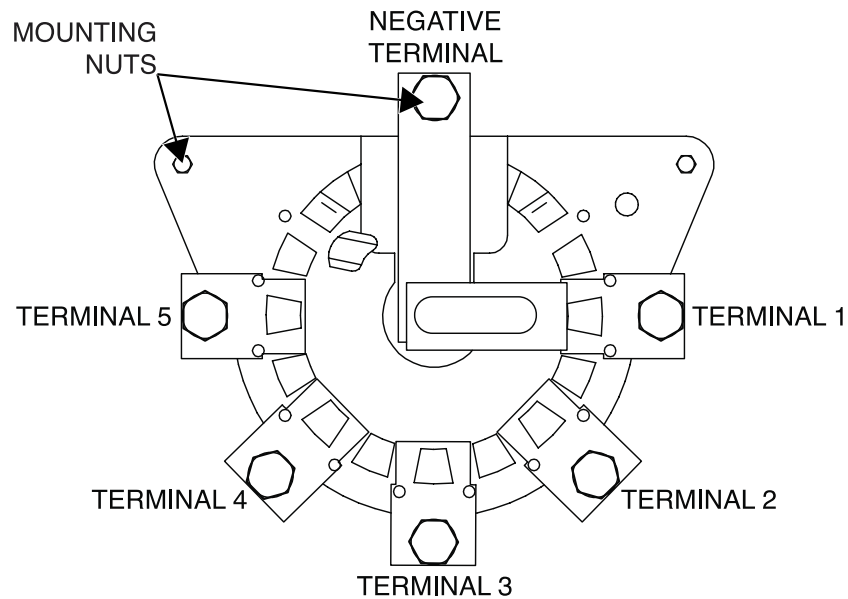 MOUNTING
NUTS
NEGATIVE
TERMINAL
TERMINAL 5
TERMINAL 1
TERMINAL 4
TERMINAL 2
TERMINAL 3